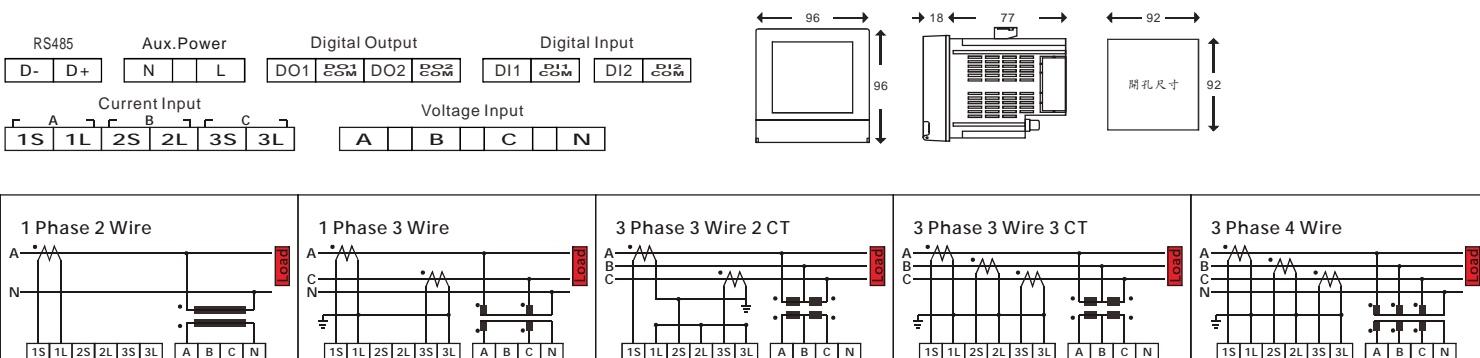 RS485
D- D+
Aux.Power
N L
Digital Output
DO1 DO1 COM DO2 DO2 COM
Digital Input
DI1 DI1 COM DI2 DI2 COM
Current Input
A B C
1S 1L 2S 2L 3S 3L
Voltage Input
A B C N
96
96
18 77
92
開孔尺寸
92
1 Phase 2 Wire
A
N
Load
1S 1L 2S 2L 3S 3L A B C N
1 Phase 3 Wire
A
C
N
Load
1S 1L 2S 2L 3S 3L A B C N
3 Phase 3 Wire 2 CT
A
B
C
Load
1S 1L 2S 2L 3S 3L A B C N
3 Phase 3 Wire 3 CT
A
B
C
Load
1S 1L 2S 2L 3S 3L A B C N
3 Phase 4 Wire
A
B
C
N
Load
1S 1L 2S 2L 3S 3L A B C N